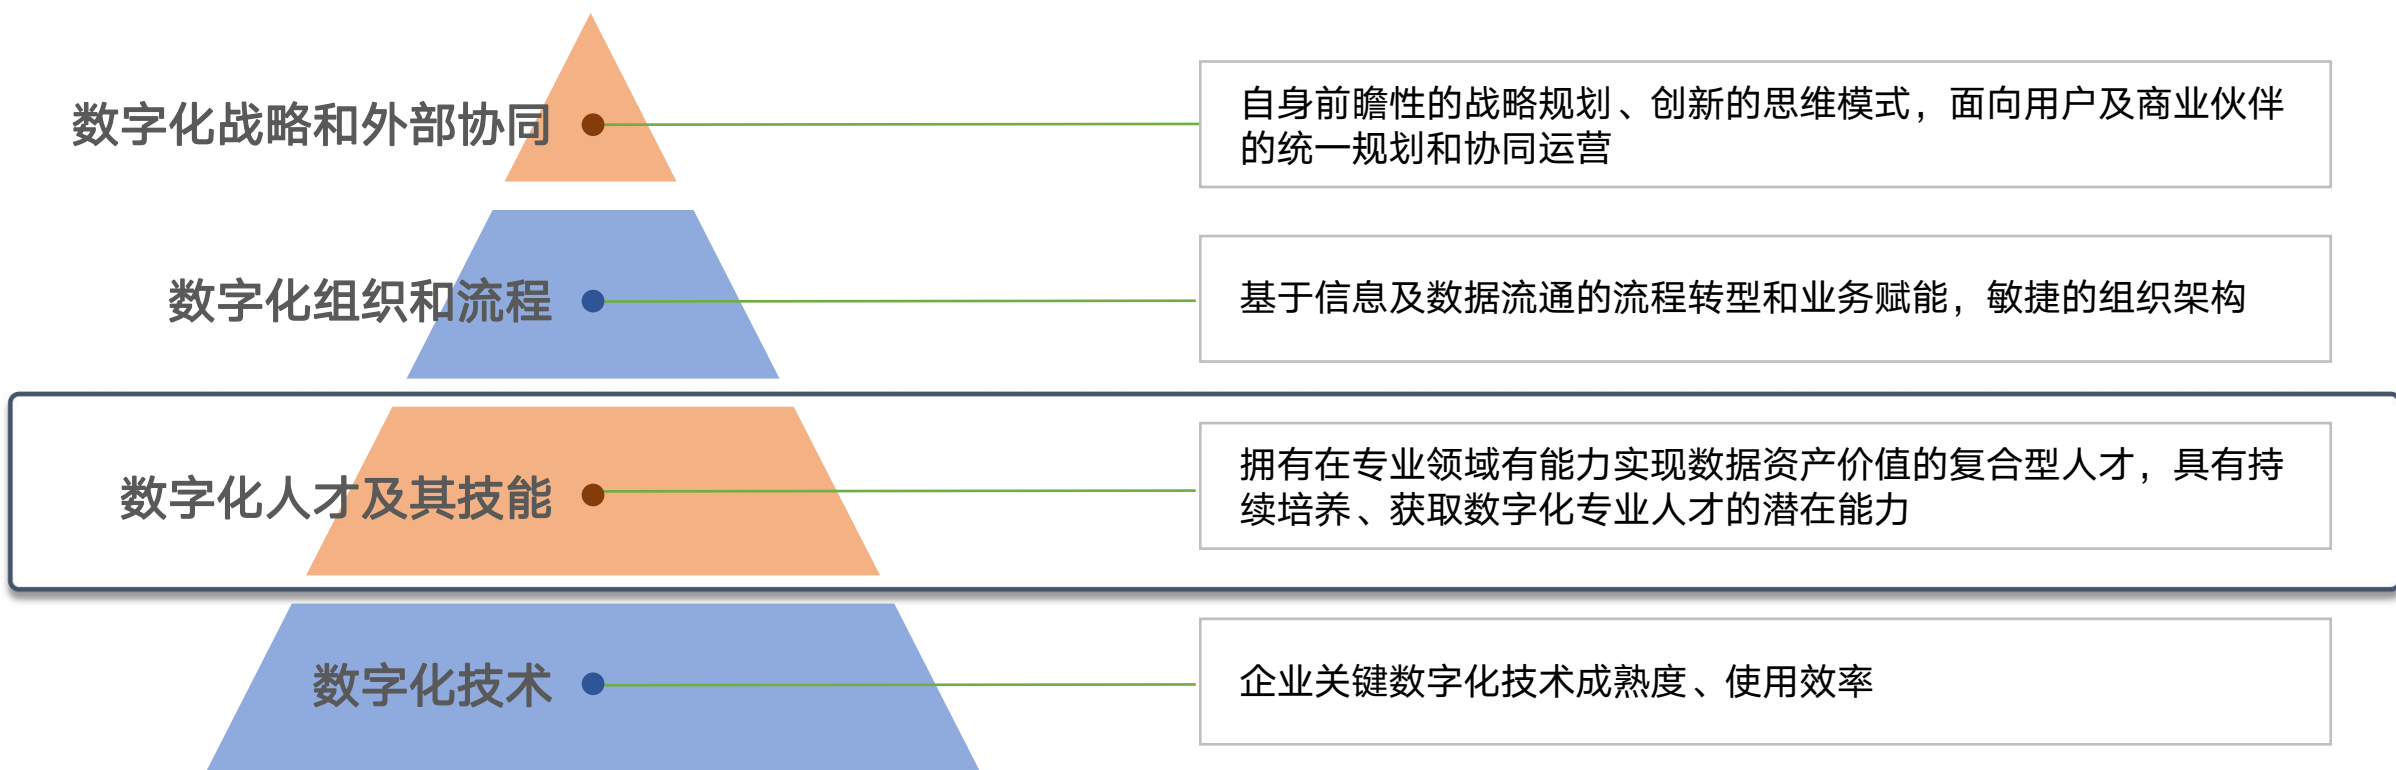 数字化战略和外部协同
自身前瞻性的战略规划、创新的思维模式，面向用户及商业伙伴
的统一规划和协同运营
数字化组织和流程
基于信息及数据流通的流程转型和业务赋能，敏捷的组织架构
数字化人才及其技能
拥有在专业领域有能力实现数据资产价值的复合型人才，具有持
续培养、获取数字化专业人才的潜在能力
数字化技术
企业关键数字化技术成熟度、使用效率